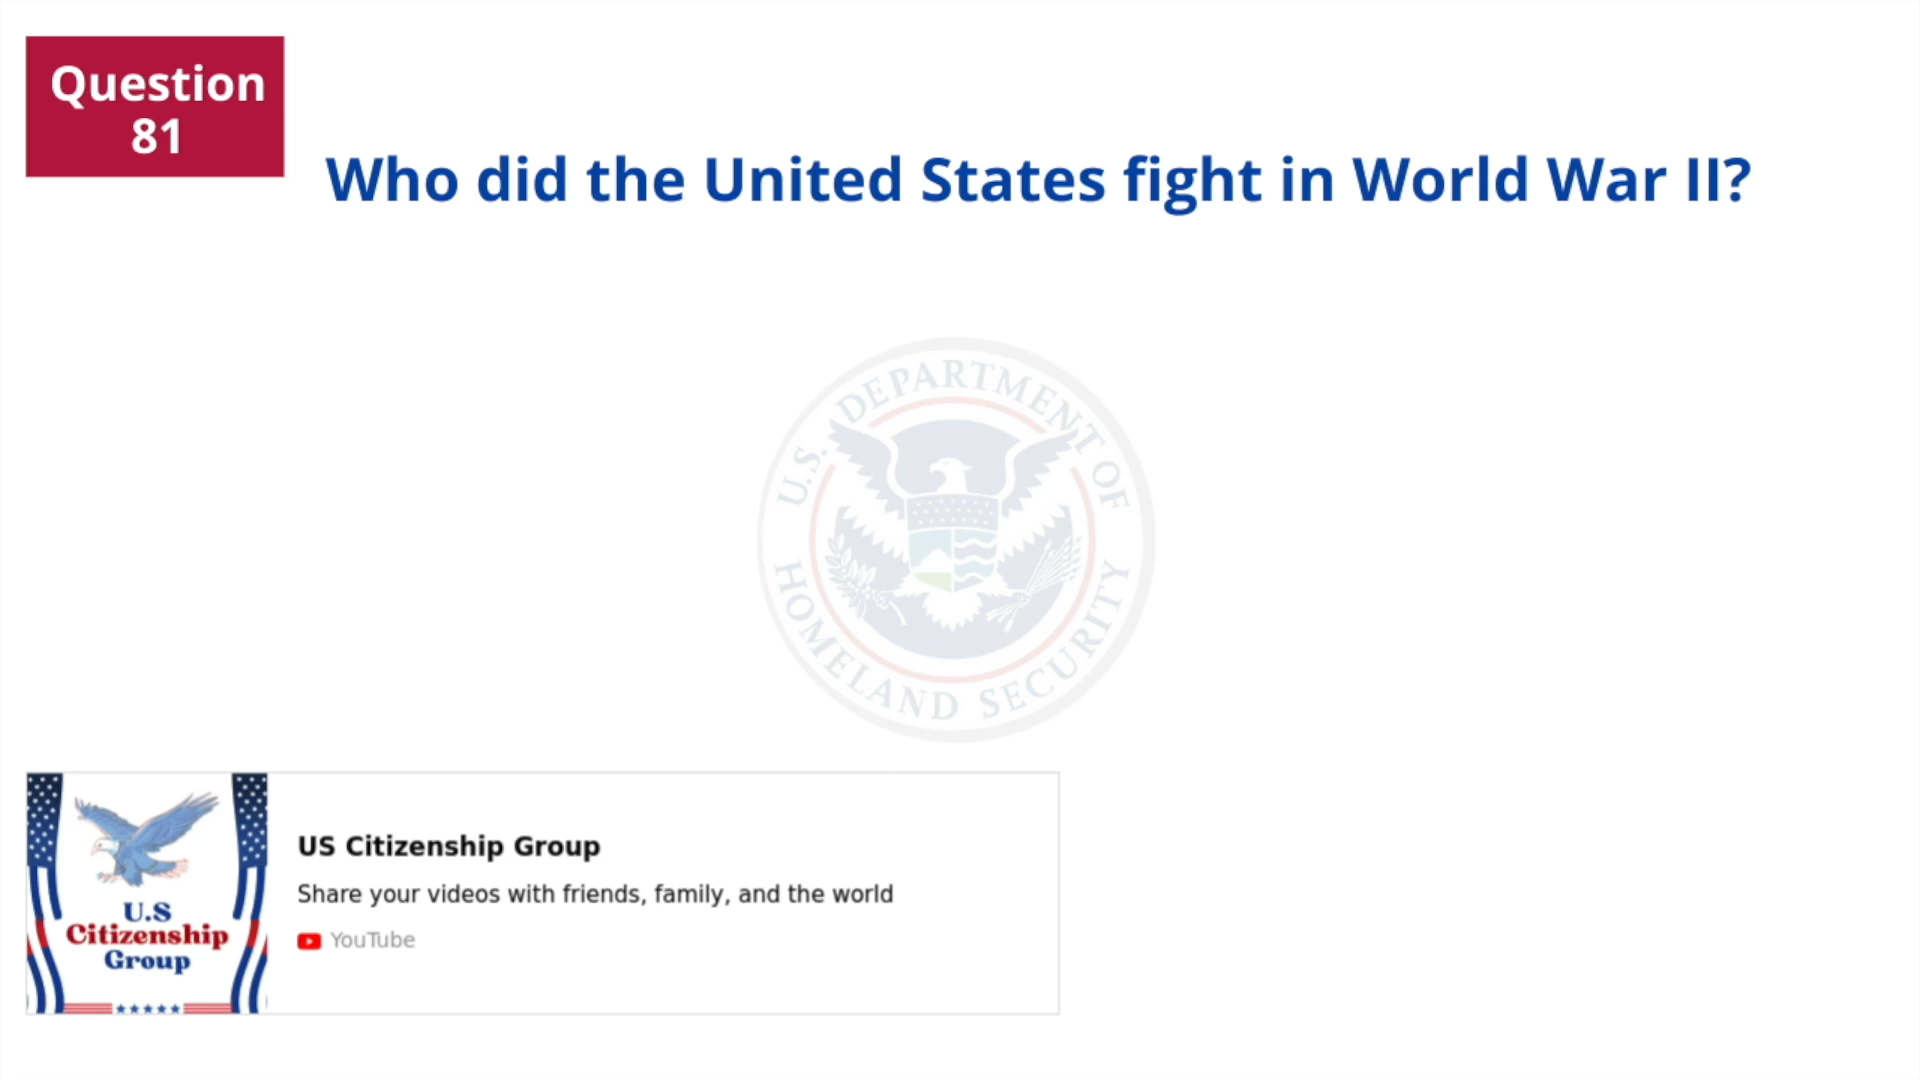 Question
81
Who did the United States fight in World War II?
U.S. DEPARTMENT OF
HOMELAND SECURITY
U.S
Citizenship
Group
US Citizenship Group
Share your videos with friends, family, and the world
YouTube